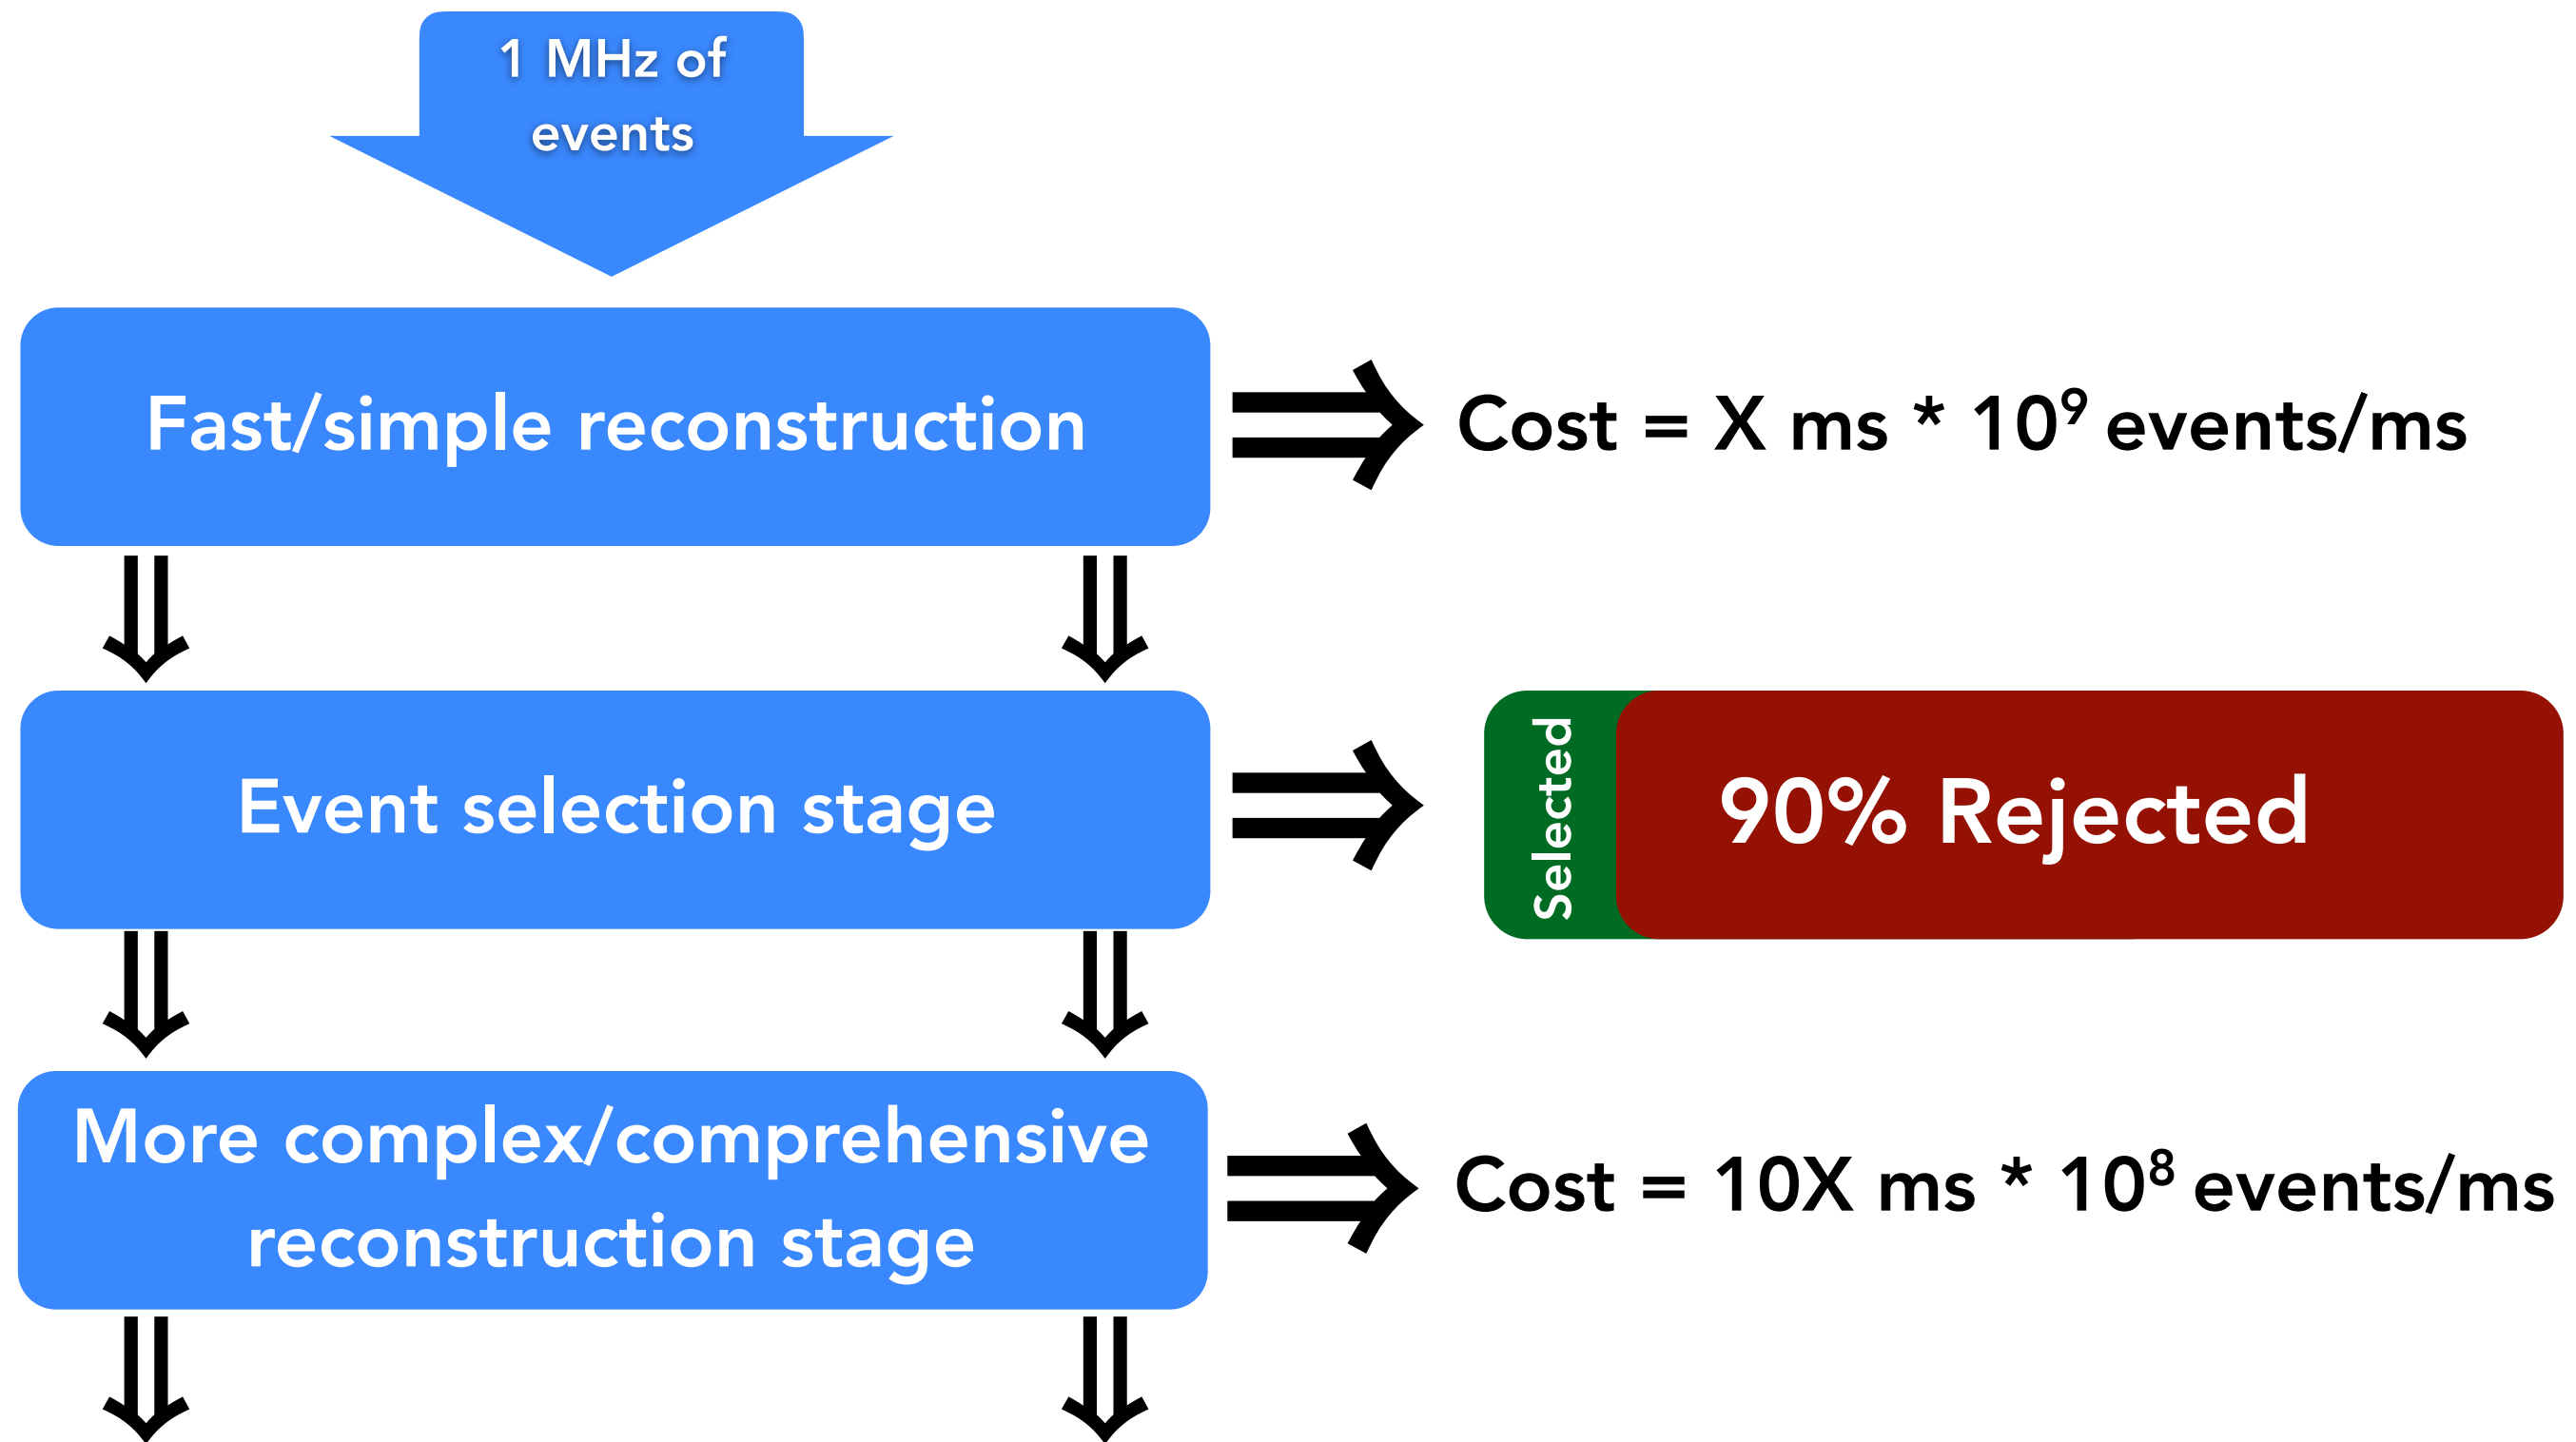 1 MHz of
events
Fast/simple reconstruction
Cost = X ms * 10⁹ events/ms
Event selection stage
Selected
90% Rejected
More complex/comprehensive
reconstruction stage
Cost = 10X ms * 10⁸ events/ms